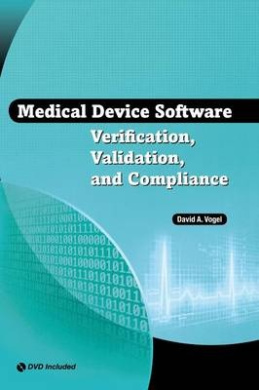 Medical Device Software
Verification,
Validation,
and Compliance
David A. Vogel
DVD Included